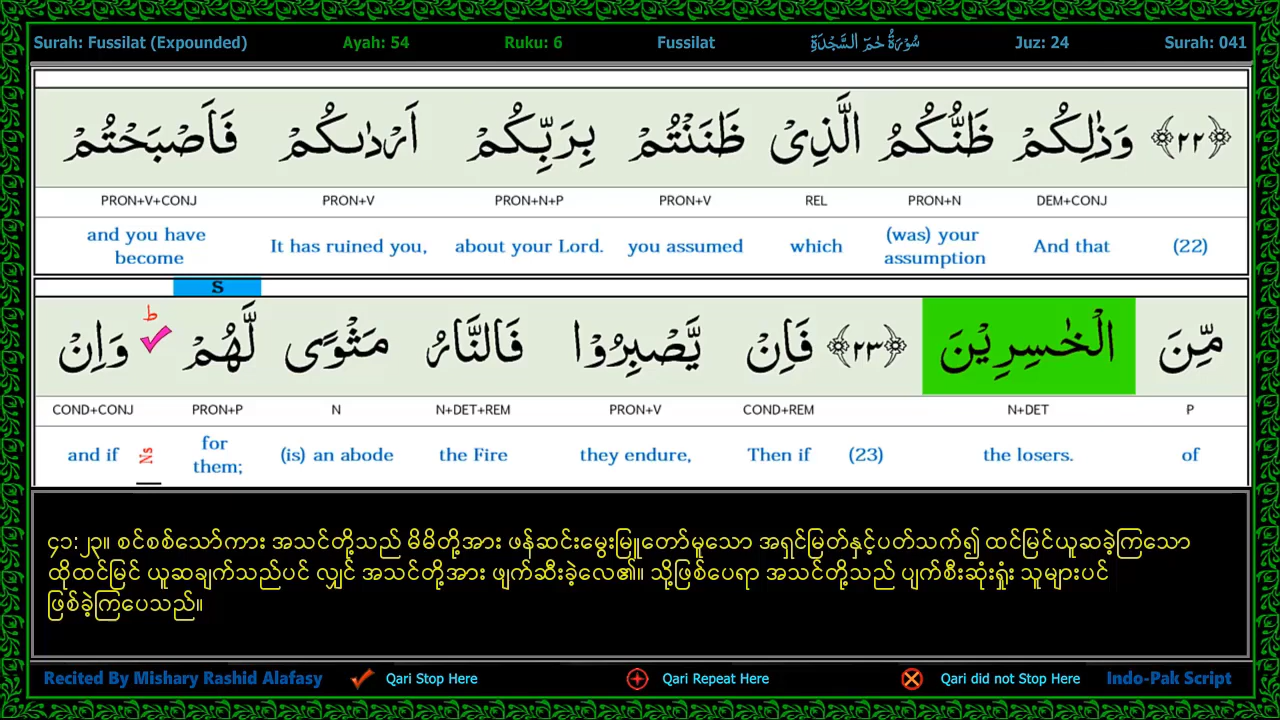 Surah: Fussilat (Expounded) Ayah: 54 Ruku: 6 Fussilat سُوْرَةُ حٰمٓ السَّجْدَةِ Juz: 24 Surah: 041
﴿٢٢﴾ وَذٰلِكُمْ ظَنُّكُمُ الَّذِىْ ظَنَنْتُمْ بِرَبِّكُمْ اَرْدٰٮكُمْ فَاَصْبَحْتُمْ
PRON+V+CONJ PRON+V PRON+N+P PRON+V REL PRON+N DEM+CONJ
and you have become It has ruined you, about your Lord. you assumed which (was) your assumption And that (22)
S
مِّنَ الْخٰسِرِيْنَ ﴿٢٣﴾ فَاِنْ يَّصْبِرُوْا فَالنَّارُ مَثْوًى لَّهُمْ ؕ وَاِنْ
COND+CONJ PRON+P N N+DET+REM PRON+V COND+REM N+DET P
and if Ns for them; (is) an abode the Fire they endure, Then if (23) the losers. of
၄၁:၂၃။ စင်စစ်သော်ကား အသင်တို့သည် မိမိတို့အား ဖန်ဆင်းမွေးမြူတော်မူသော အရှင်မြတ်နှင့်ပတ်သက်၍ ထင်မြင်ယူဆခဲ့ကြသော
ထိုထင်မြင် ယူဆချက်သည်ပင် လျှင် အသင်တို့အား ဖျက်ဆီးခဲ့လေ၏။ သို့ဖြစ်ပေရာ အသင်တို့သည် ပျက်စီးဆုံးရှုံး သူများပင်
ဖြစ်ခဲ့ကြပေသည်။
Recited By Mishary Rashid Alafasy Qari Stop Here Qari Repeat Here Qari did not Stop Here Indo-Pak Script